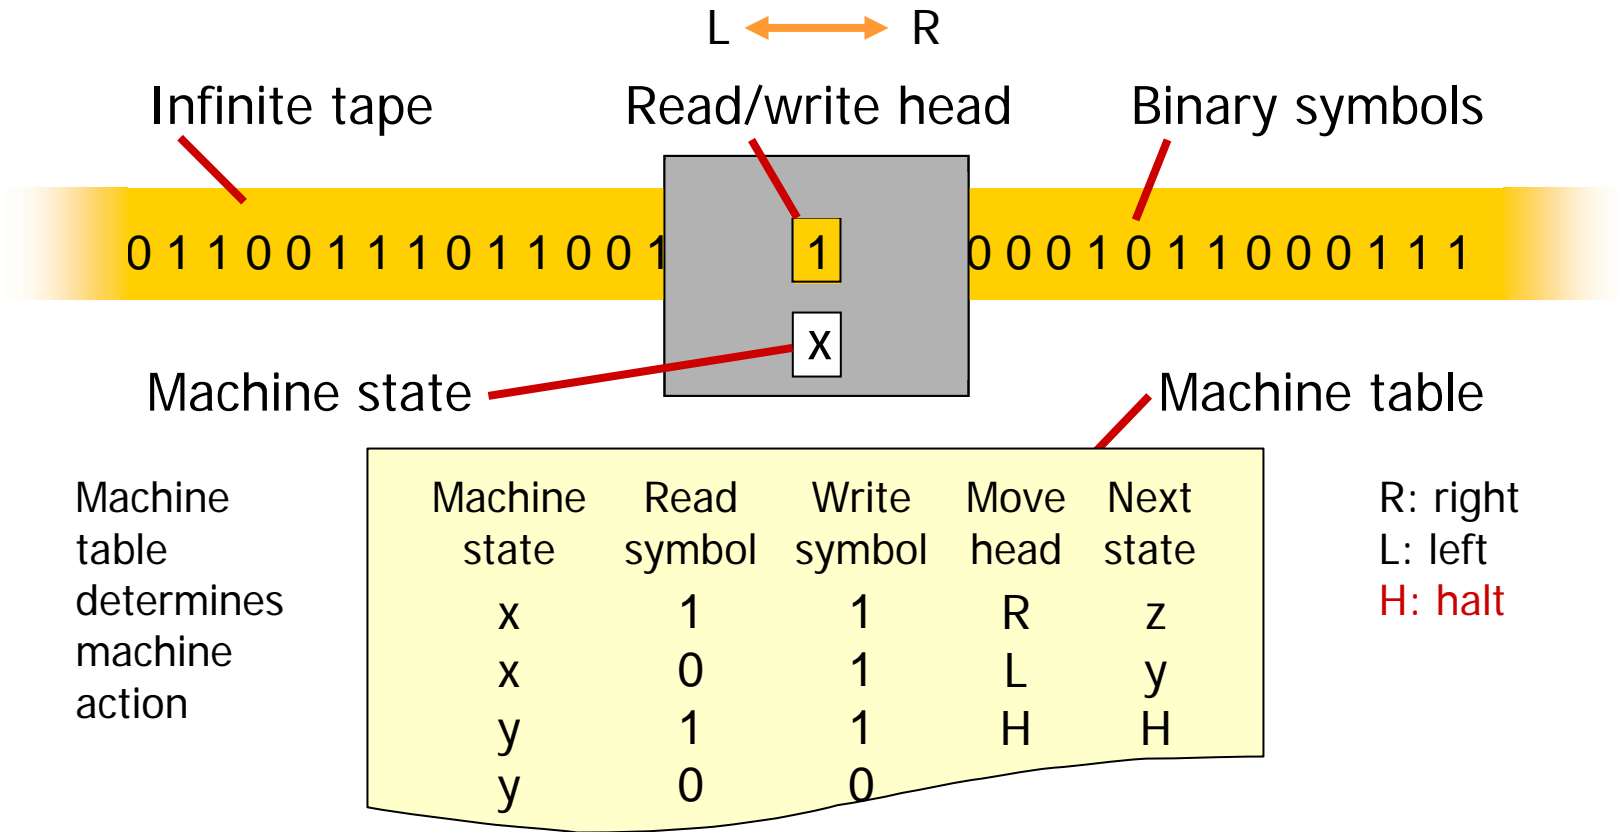 L R
Infinite tape Read/write head Binary symbols
0 1 1 0 0 1 1 1 0 1 1 0 0 1 1 0 0 0 1 0 1 1 0 0 0 1 1 1
x
Machine state Machine table
Machine
table
determines
machine
action
Machine state Read symbol Write symbol Move head Next state
x 1 1 R z
x 0 1 L y
y 1 1 H H
y 0 0
R: right
L: left
H: halt